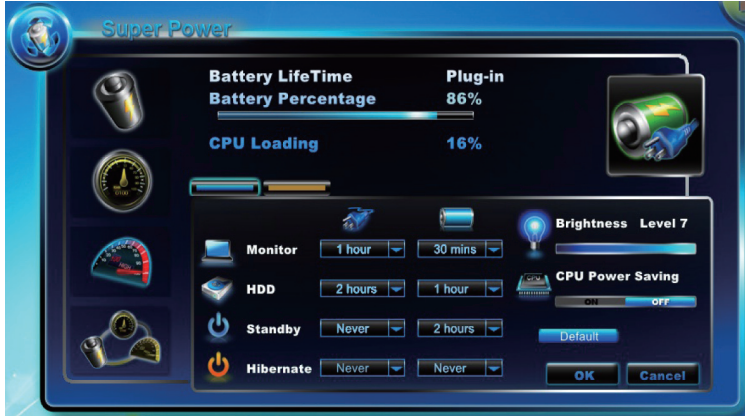 Super Power
Battery LifeTime Plug-in
Battery Percentage 86%
CPU Loading 16%
Brightness Level 7
Monitor 1 hour 30 mins
CPU Power Saving
HDD 2 hours 1 hour
CPU
ON OFF
Standby Never 2 hours
Default
Hibernate Never Never
OK Cancel